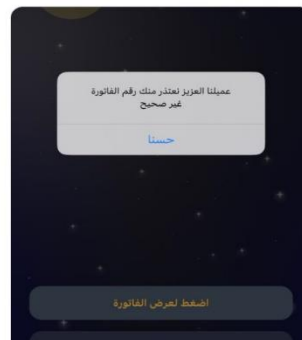 عميلنا العزيز نعتذر منك رقم الفاتورة
غير صحيح
حسنا
اضغط لعرض الفاتورة